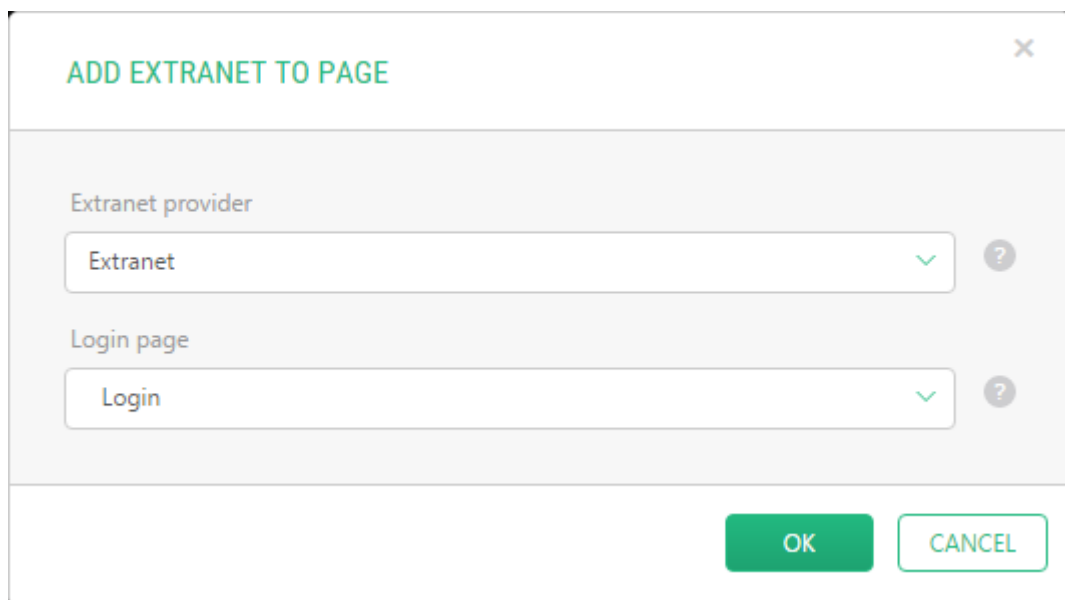 ADD EXTRANET TO PAGE
Extranet provider
Extranet
?
Login page
Login
?
OK
CANCEL